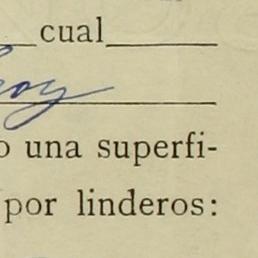 cual
o una superfi-
por linderos: